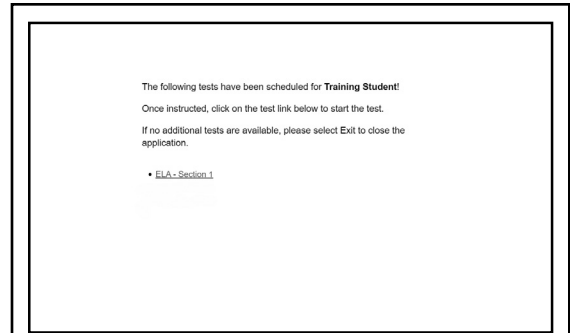 The following tests have been scheduled for Training Student!
Once instructed, click on the test link below to start the test.
If no additional tests are available, please select Exit to close the
application.
• ELA - Section 1